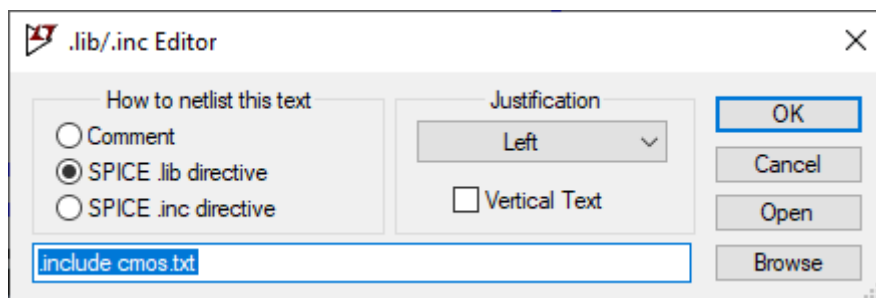 .lib/.inc Editor
How to netlist this text
Comment
SPICE .lib directive
SPICE .inc directive
Justification
Left
Vertical Text
OK
Cancel
Open
Browse
.include cmos.txt